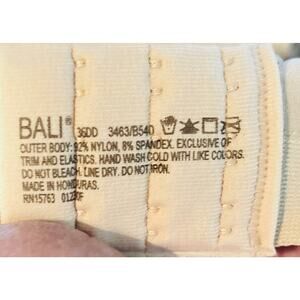 BALI® 36DD 3463/B540
OUTER BODY: 92% NYLON, 8% SPANDEX. EXCLUSIVE OF
TRIM AND ELASTICS. HAND WASH COLD WITH LIKE COLORS.
DO NOT BLEACH. LINE DRY. DO NOT IRON.
MADE IN HONDURAS.
RN15763